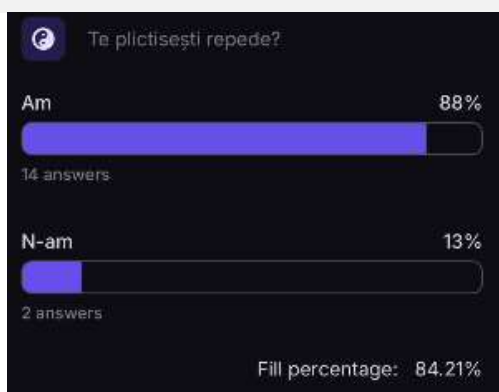 Te plictisești repede?
Am 88%
14 answers
N-am 13%
2 answers
Fill percentage: 84.21%